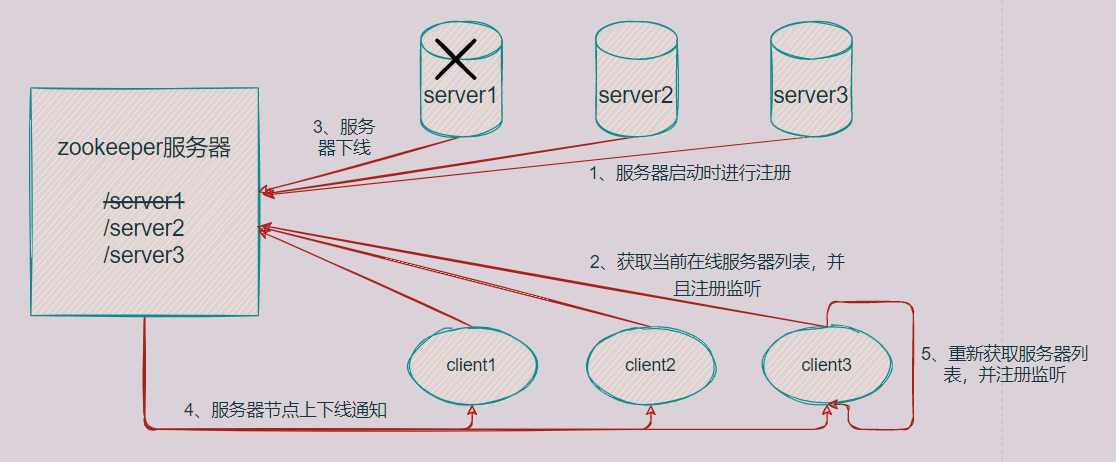 server1
server2
server3
3、服务
器下线
zookeeper服务器
1、服务器启动时进行注册
/server1
/server2
/server3
2、获取当前在线服务器列表，并
且注册监听
client1
client2
client3
5、重新获取服务器列
表，并注册监听
4、服务器节点上下线通知